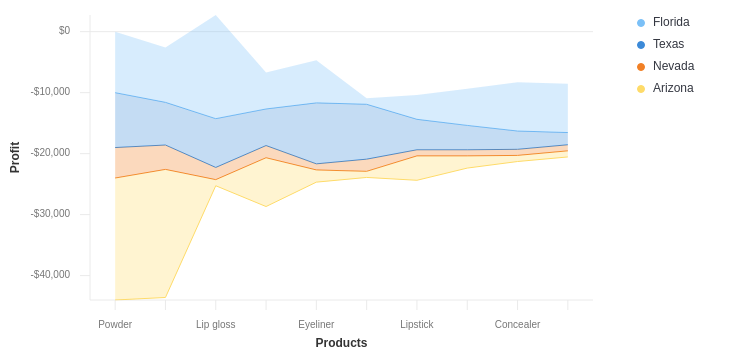 $0
-$10,000
-$20,000
-$30,000
-$40,000
Profit
Powder
Lip gloss
Eyeliner
Lipstick
Concealer
Products
Florida
Texas
Nevada
Arizona